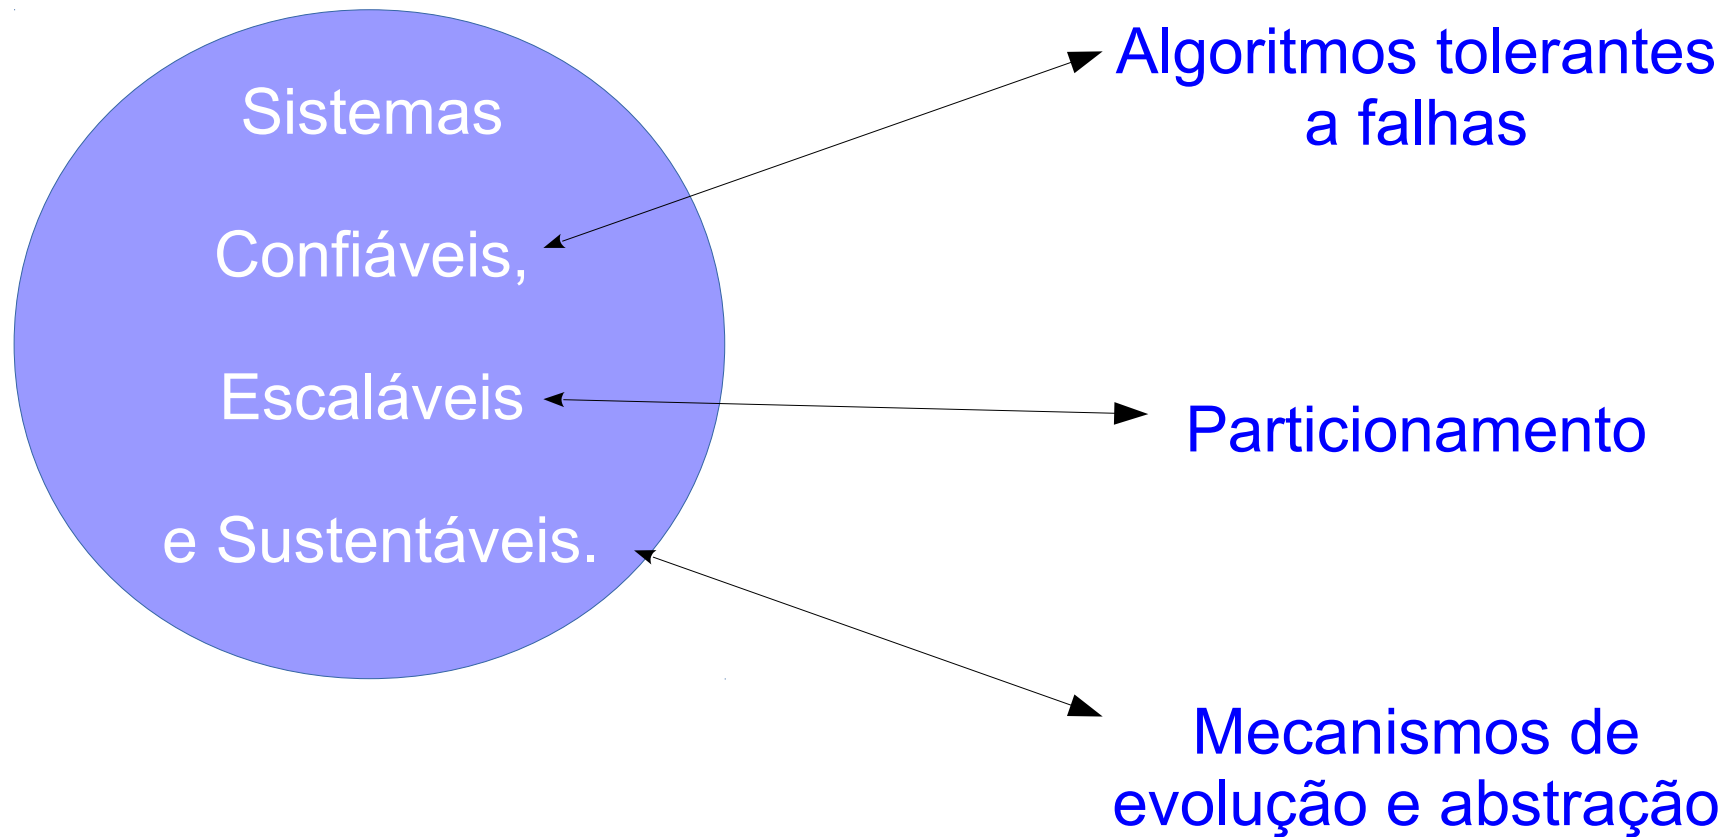 Sistemas
Confiáveis,
Escaláveis
e Sustentáveis.
Algoritmos tolerantes
a falhas
Particionamento
Mecanismos de
evolução e abstração